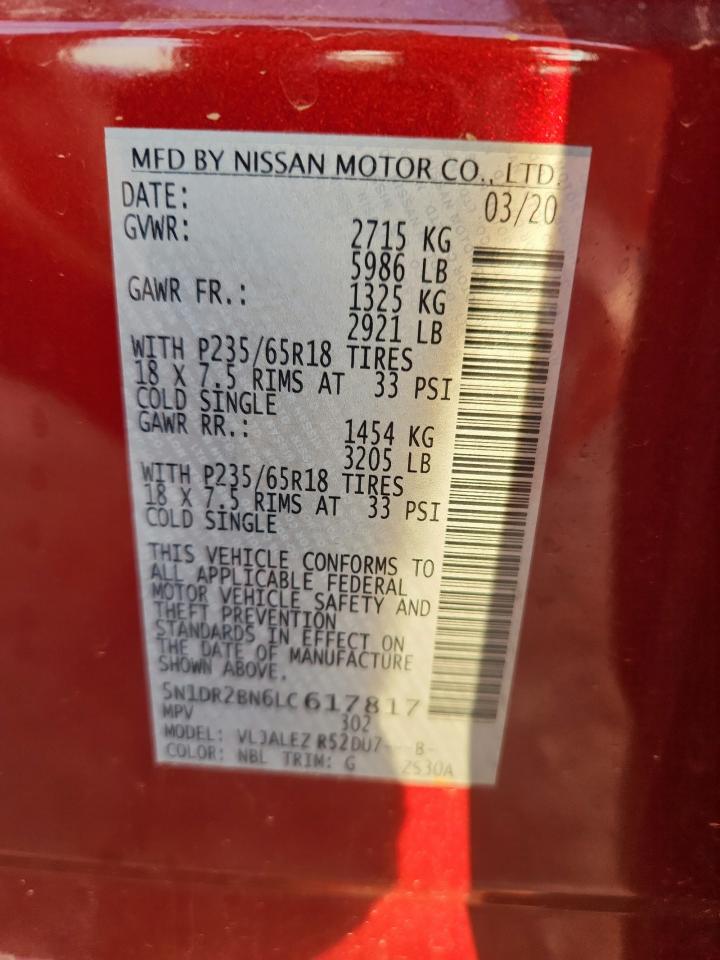 MFD BY NISSAN MOTOR CO., LTD.
DATE: 03/20
GVWR: 2715 KG
5986 LB
GAWR FR.: 1325 KG
2921 LB
WITH P235/65R18 TIRES
18 X 7.5 RIMS AT 33 PSI
COLD SINGLE
GAWR RR.: 1454 KG
3205 LB
WITH P235/65R18 TIRES
18 X 7.5 RIMS AT 33 PSI
COLD SINGLE
THIS VEHICLE CONFORMS TO
ALL APPLICABLE FEDERAL
MOTOR VEHICLE SAFETY AND
THEFT PREVENTION
STANDARDS IN EFFECT ON
THE DATE OF MANUFACTURE
SHOWN ABOVE.
5N1DR2BN6LC617817
MPV 302
MODEL: VLJALEZ R52DU7---B-
COLOR: NBL TRIM: G 2S30A